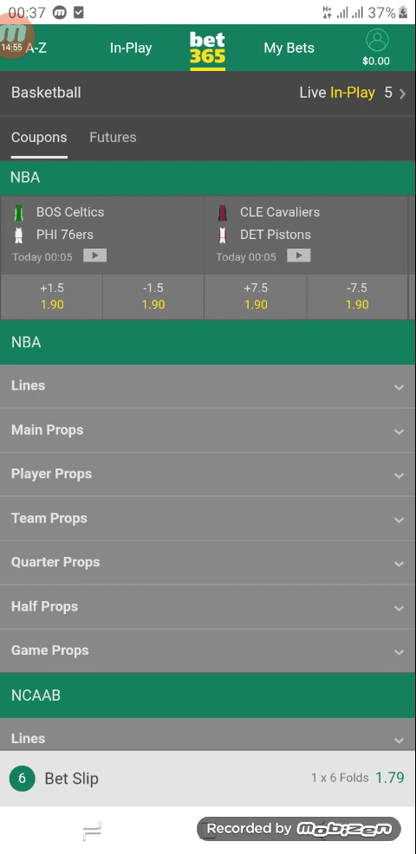 00:37 37%
14:55
A-Z In-Play bet 365 My Bets
$0.00
Basketball Live In-Play 5
Coupons Futures
NBA
BOS Celtics CLE Cavaliers
PHI 76ers DET Pistons
Today 00:05 Today 00:05
+1.5 -1.5 +7.5 -7.5
1.90 1.90 1.90 1.90
NBA
Lines
Main Props
Player Props
Team Props
Quarter Props
Half Props
Game Props
NCAAB
Lines
6 Bet Slip 1 x 6 Folds 1.79
Recorded by MOBIZEN